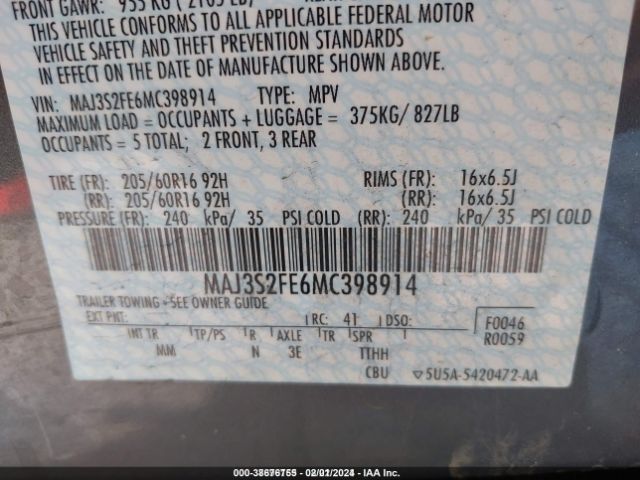 FRONT GAWR: 955 KG
THIS VEHICLE CONFORMS TO ALL APPLICABLE FEDERAL MOTOR
VEHICLE SAFETY AND THEFT PREVENTION STANDARDS
IN EFFECT ON THE DATE OF MANUFACTURE SHOWN ABOVE.
VIN: MAJ3S2FE6MC398914 TYPE: MPV
MAXIMUM LOAD = OCCUPANTS + LUGGAGE = 375KG/ 827LB
OCCUPANTS = 5 TOTAL; 2 FRONT, 3 REAR
TIRE (FR): 205/60R16 92H RIMS (FR): 16x6.5J
(RR): 205/60R16 92H (RR): 16x6.5J
PRESSURE (FR): 240 kPa/ 35 PSI COLD (RR): 240 kPa/ 35 PSI COLD
MAJ3S2FE6MC398914
TRAILER TOWING - SEE OWNER GUIDE
EXT PNT: RC: 41 DSO: F0046
R0059
INT TR TP/PS R AXLE TR SPR
MM N 3E TTHH
CBU ▽5U5A-5420472-AA
IAA Inc.